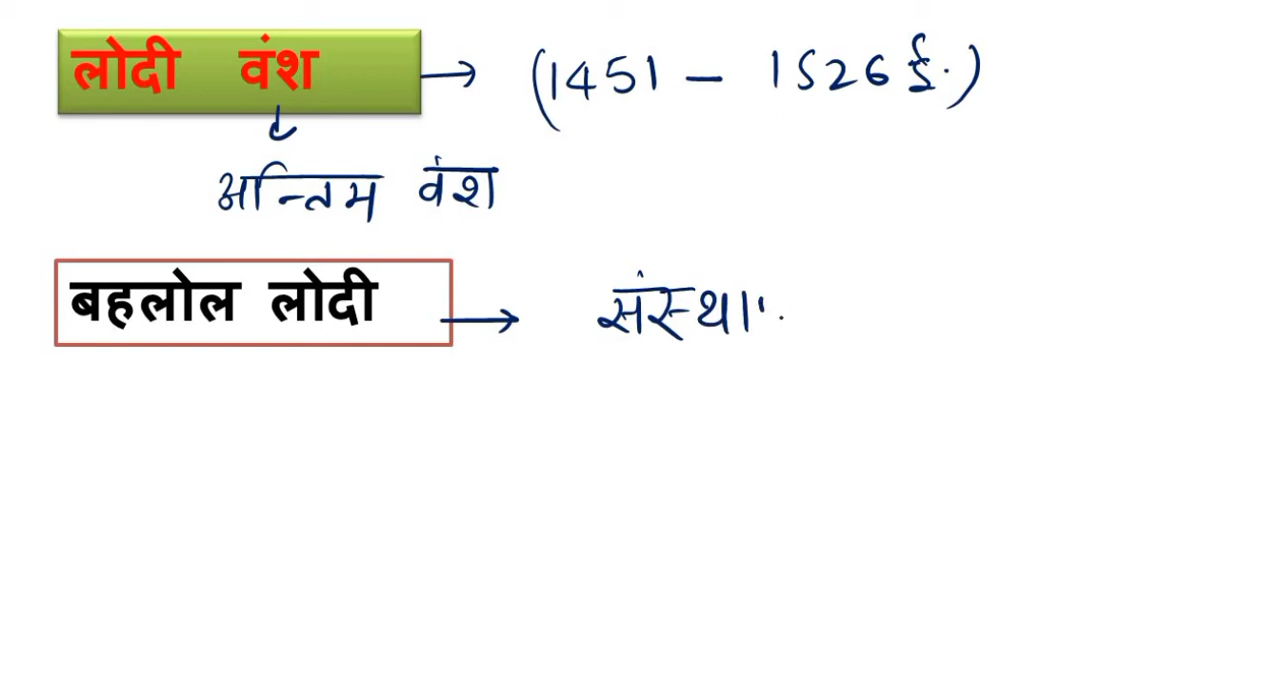 लोदी वंश → (1451 – 1526 ई.)
अन्तिम वंश
बहलोल लोदी →